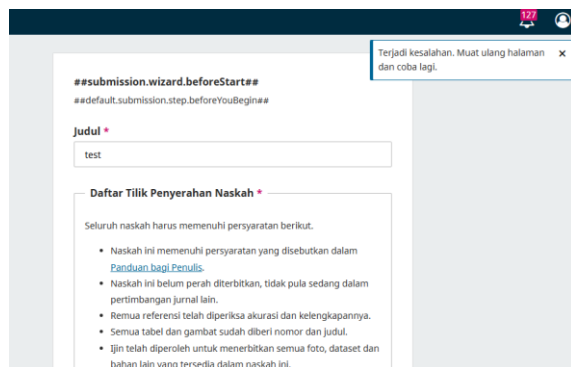 127
Terjadi kesalahan. Muat ulang halaman
dan coba lagi.
##submission.wizard.beforeStart##
##default.submission.step.beforeYouBegin##
Judul *
test
Daftar Tilik Penyerahan Naskah *
Seluruh naskah harus memenuhi persyaratan berikut.
• Naskah ini memenuhi persyaratan yang disebutkan dalam
Panduan bagi Penulis.
• Naskah ini belum perah diterbitkan, tidak pula sedang dalam
pertimbangan jurnal lain.
• Remua referensi telah diperiksa akurasi dan kelengkapannya.
• Semua tabel dan gambat sudah diberi nomor dan judul.
• Ijin telah diperoleh untuk menerbitkan semua foto, dataset dan
bahan lain yang tersedia dalam naskah ini.